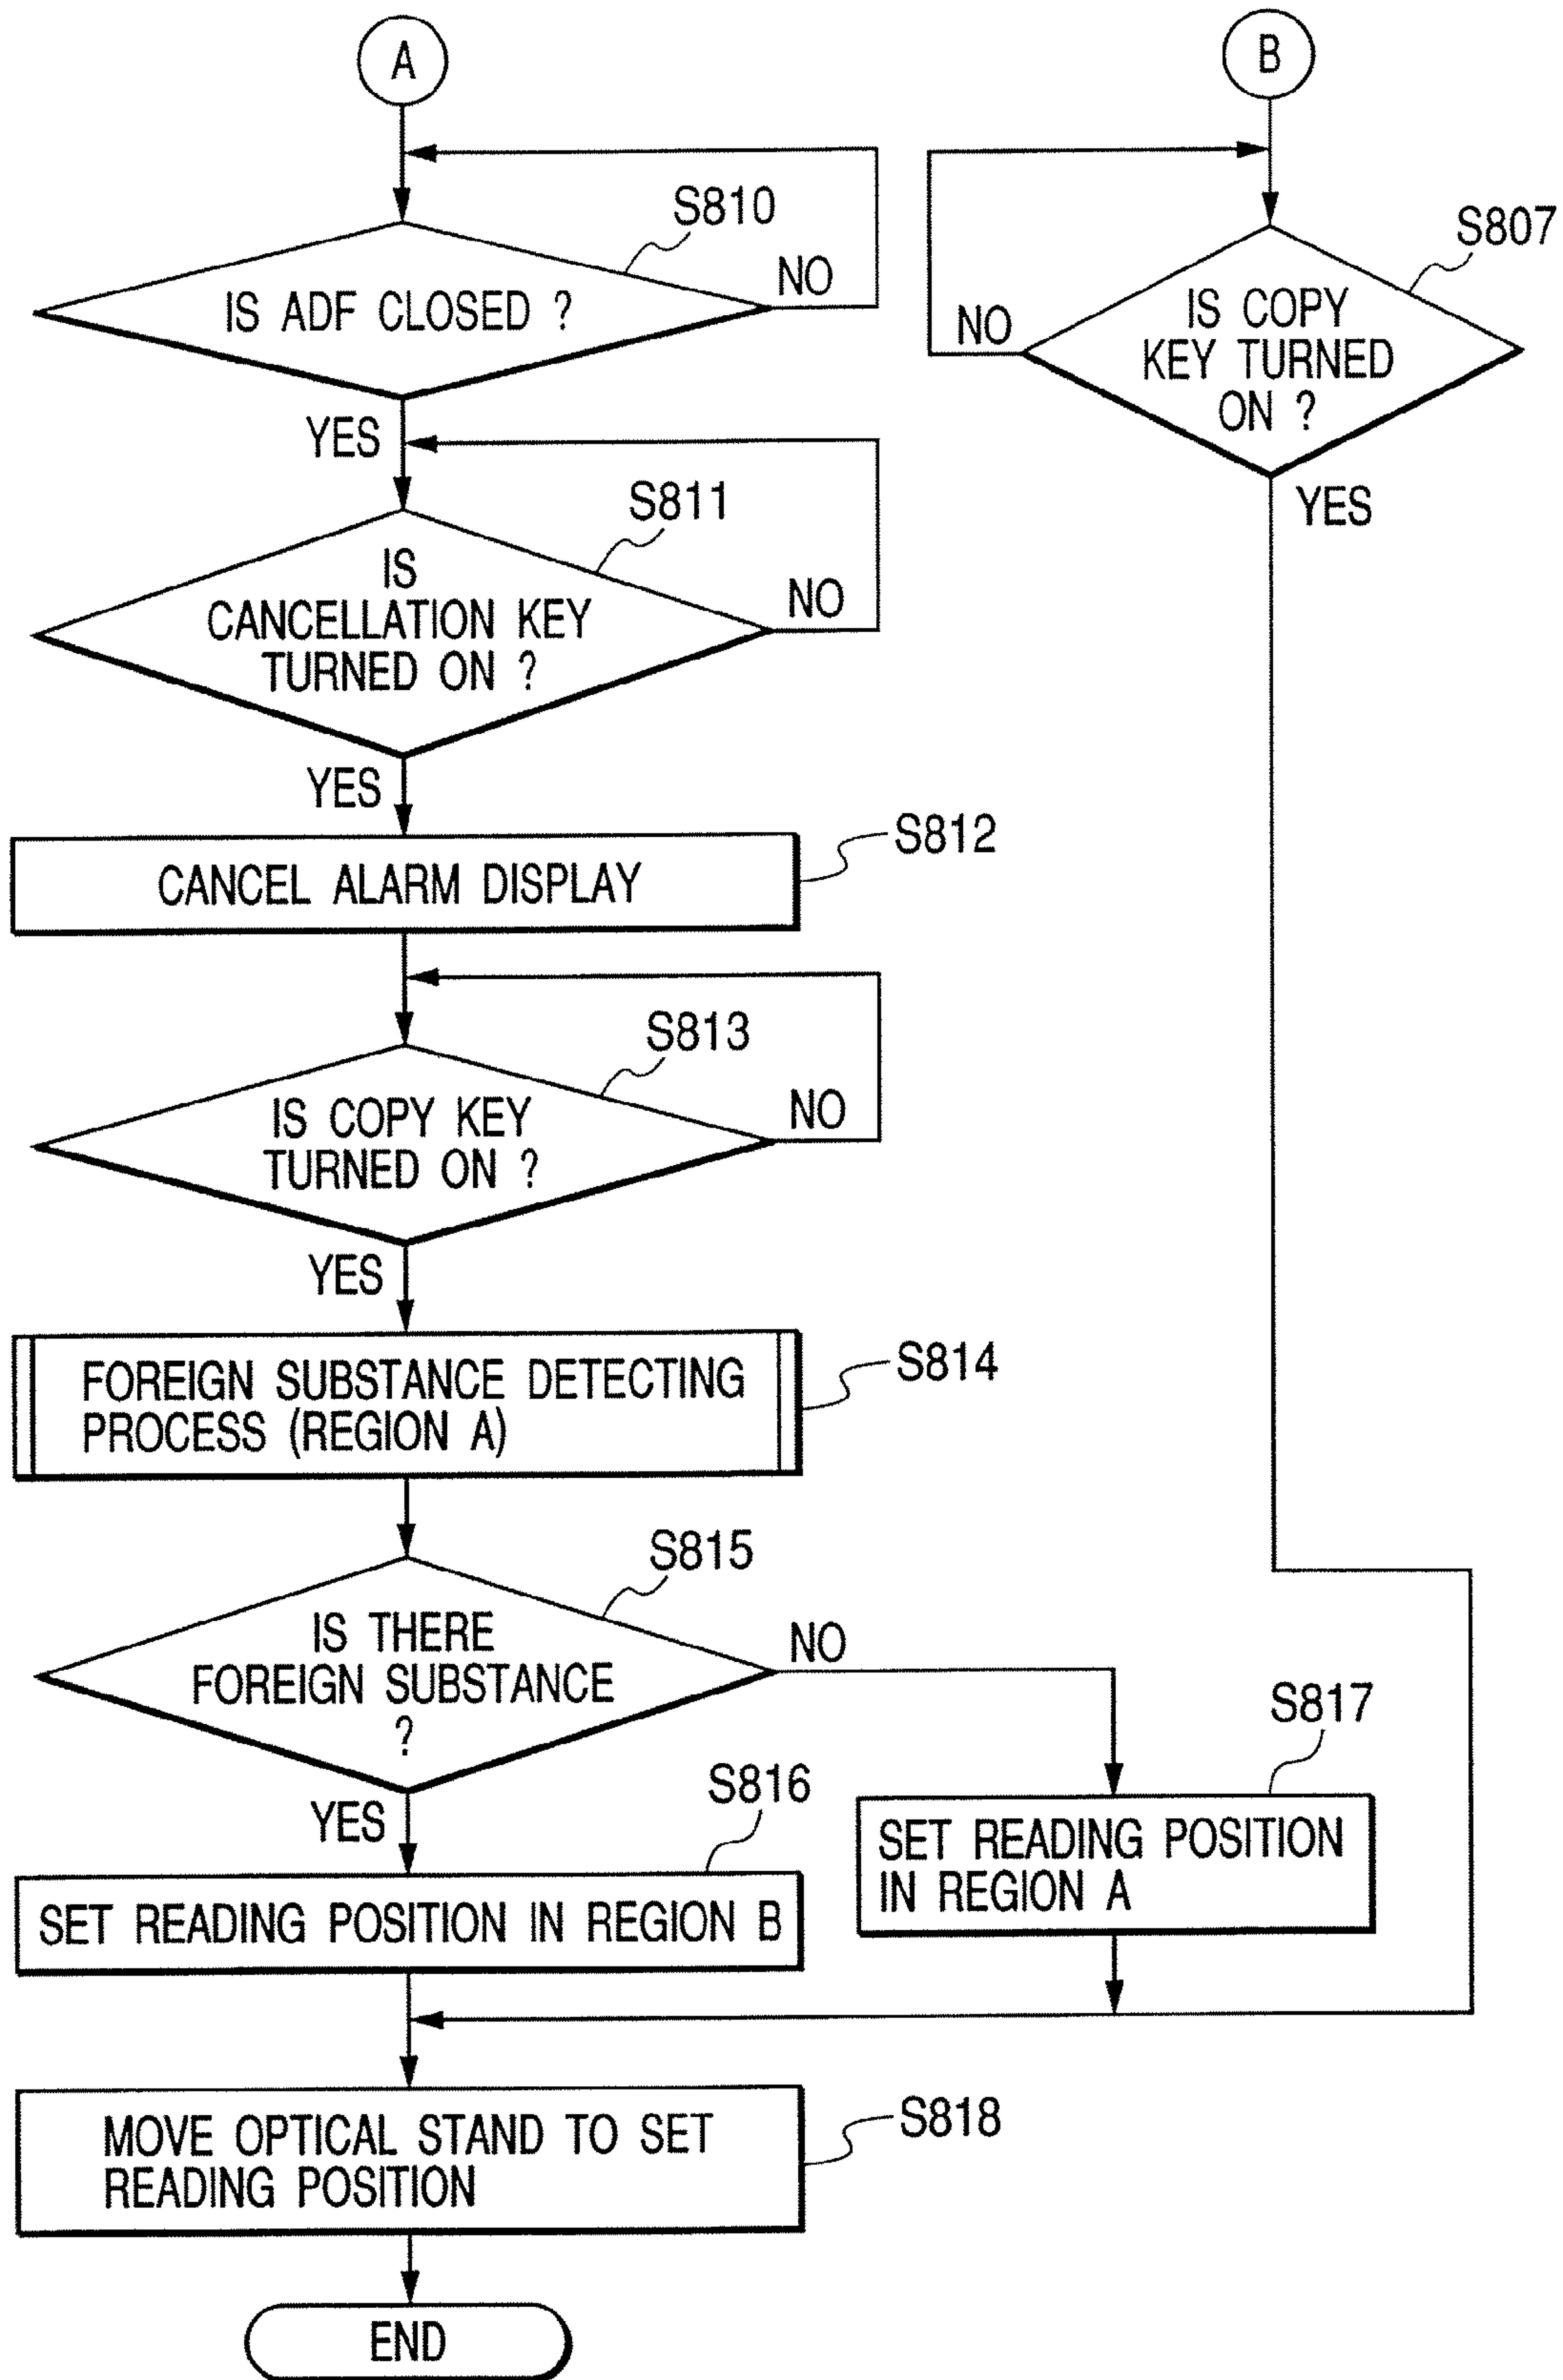 A
B
S810
IS ADF CLOSED ?
NO
YES
S807
IS COPY
KEY TURNED
ON ?
NO
YES
S811
IS
CANCELLATION KEY
TURNED ON ?
NO
YES
S812
CANCEL ALARM DISPLAY
S813
IS COPY KEY
TURNED ON ?
NO
YES
S814
FOREIGN SUBSTANCE DETECTING
PROCESS (REGION A)
S815
IS THERE
FOREIGN SUBSTANCE
?
NO
YES
S816
SET READING POSITION IN REGION B
S817
SET READING POSITION
IN REGION A
S818
MOVE OPTICAL STAND TO SET
READING POSITION
END